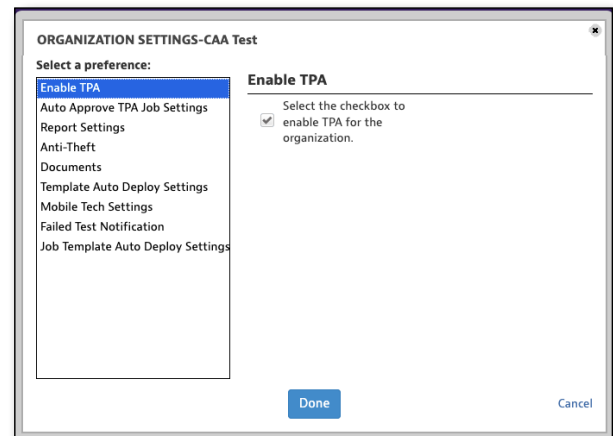 ORGANIZATION SETTINGS-CAA Test
Select a preference:
Enable TPA
Auto Approve TPA Job Settings
Report Settings
Anti-Theft
Documents
Template Auto Deploy Settings
Mobile Tech Settings
Failed Test Notification
Job Template Auto Deploy Settings
Enable TPA
Select the checkbox to
enable TPA for the
organization.
Done
Cancel